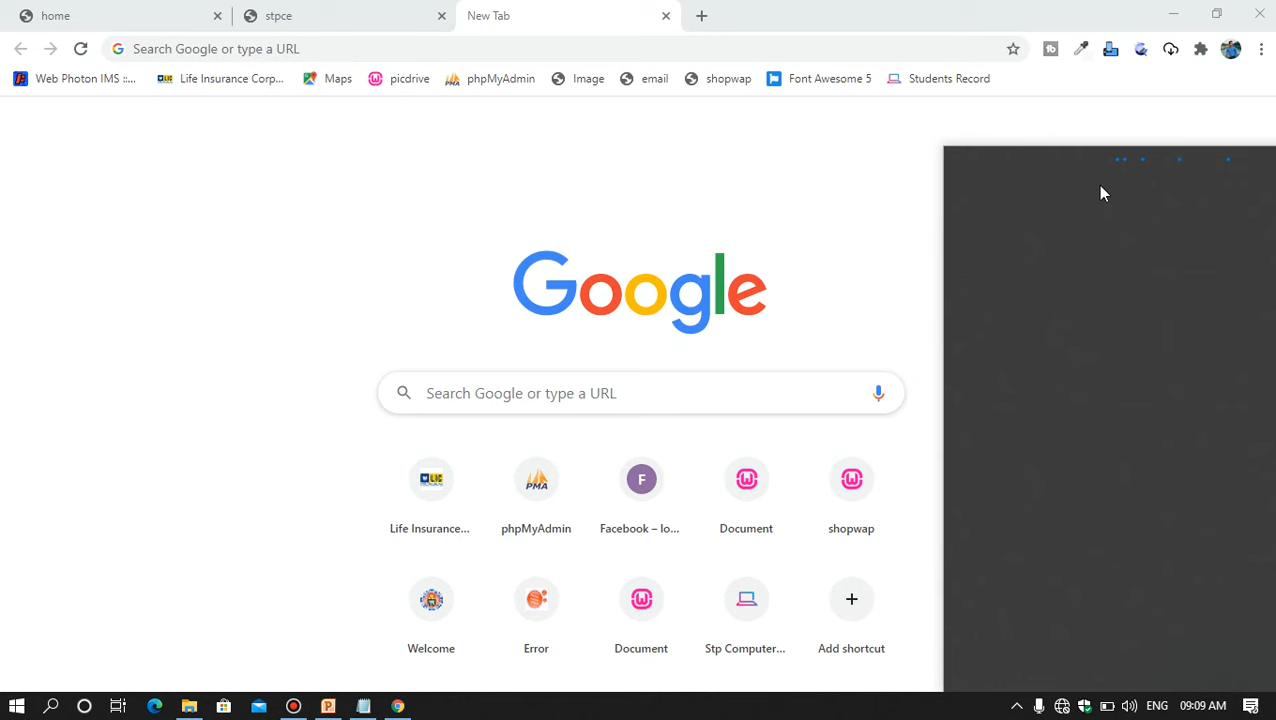 home
stpce
New Tab
Search Google or type a URL
Web Photon IMS ::...
Life Insurance Corp...
Maps
picdrive
phpMyAdmin
Image
email
shopwap
Font Awesome 5
Students Record
Google
Search Google or type a URL
LIC
PMA
F
Life Insurance...
phpMyAdmin
Facebook – lo...
Document
shopwap
Welcome
Error
Document
Stp Computer...
Add shortcut
ENG
09:09 AM